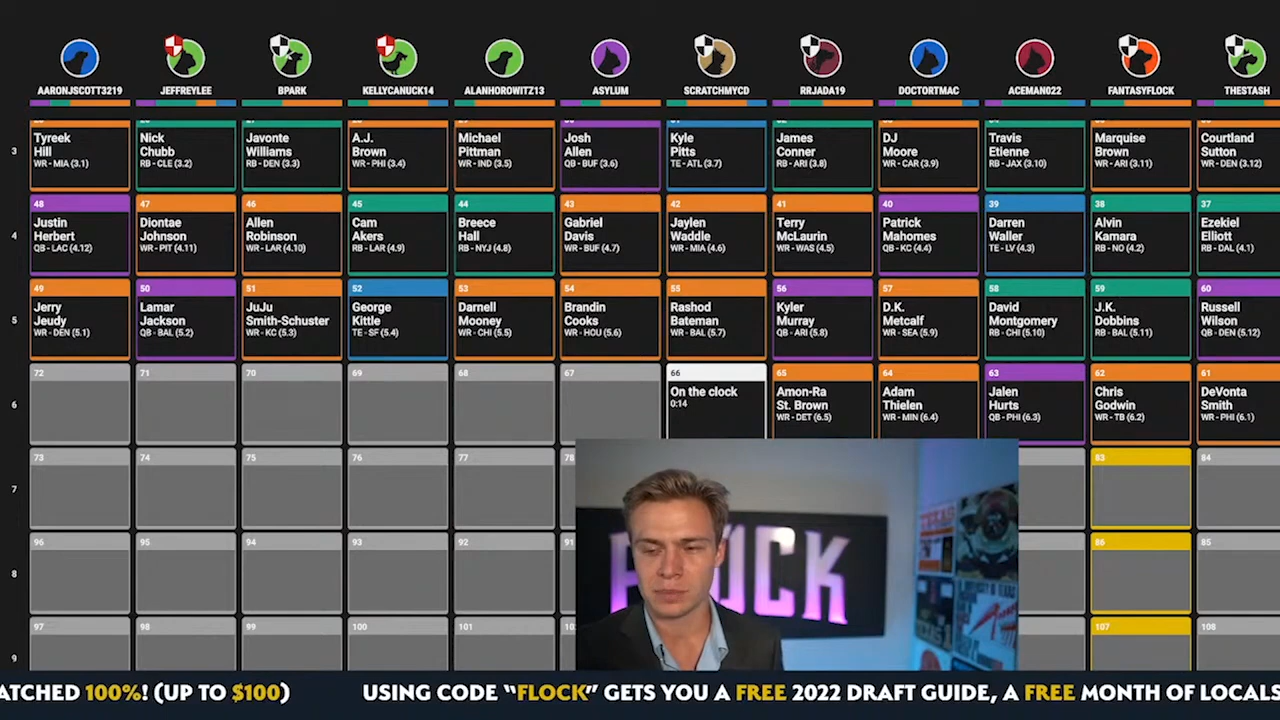 AARONJSCOTT3219 JEFFREYLEE BPARK KELLYCANUCK14 ALANHOROWITZ13 ASYLUM SCRATCHMYCD RRJADA19 DOCTORTMAC ACEMAN022 FANTASYFLOCK THESTASH
3
Tyreek Hill WR - MIA (3.1)
Nick Chubb RB - CLE (3.2)
Javonte Williams RB - DEN (3.3)
A.J. Brown WR - PHI (3.4)
Michael Pittman WR - IND (3.5)
Josh Allen QB - BUF (3.6)
Kyle Pitts TE - ATL (3.7)
James Conner RB - ARI (3.8)
DJ Moore WR - CAR (3.9)
Travis Etienne RB - JAX (3.10)
Marquise Brown WR - ARI (3.11)
Courtland Sutton WR - DEN (3.12)
4
48 Justin Herbert QB - LAC (4.12)
47 Diontae Johnson WR - PIT (4.11)
46 Allen Robinson WR - LAR (4.10)
45 Cam Akers RB - LAR (4.9)
44 Breece Hall RB - NYJ (4.8)
43 Gabriel Davis WR - BUF (4.7)
42 Jaylen Waddle WR - MIA (4.6)
41 Terry McLaurin WR - WAS (4.5)
40 Patrick Mahomes QB - KC (4.4)
39 Darren Waller TE - LV (4.3)
38 Alvin Kamara RB - NO (4.2)
37 Ezekiel Elliott RB - DAL (4.1)
5
49 Jerry Jeudy WR - DEN (5.1)
50 Lamar Jackson QB - BAL (5.2)
51 JuJu Smith-Schuster WR - KC (5.3)
52 George Kittle TE - SF (5.4)
53 Darnell Mooney WR - CHI (5.5)
54 Brandin Cooks WR - HOU (5.6)
55 Rashod Bateman WR - BAL (5.7)
56 Kyler Murray QB - ARI (5.8)
57 D.K. Metcalf WR - SEA (5.9)
58 David Montgomery RB - CHI (5.10)
59 J.K. Dobbins RB - BAL (5.11)
60 Russell Wilson QB - DEN (5.12)
6
72 71 70 69 68 67
66 On the clock 0:14
65 Amon-Ra St. Brown WR - DET (6.5)
64 Adam Thielen WR - MIN (6.4)
63 Jalen Hurts QB - PHI (6.3)
62 Chris Godwin WR - TB (6.2)
61 DeVonta Smith WR - PHI (6.1)
7
73 74 75 76 77 78 83 84
8
96 95 94 93 92 91 86 85
9
97 98 99 100 101 107 108
ATCHED 100%! (UP TO $100) USING CODE “FLOCK” GETS YOU A FREE 2022 DRAFT GUIDE, A FREE MONTH OF LOCALS